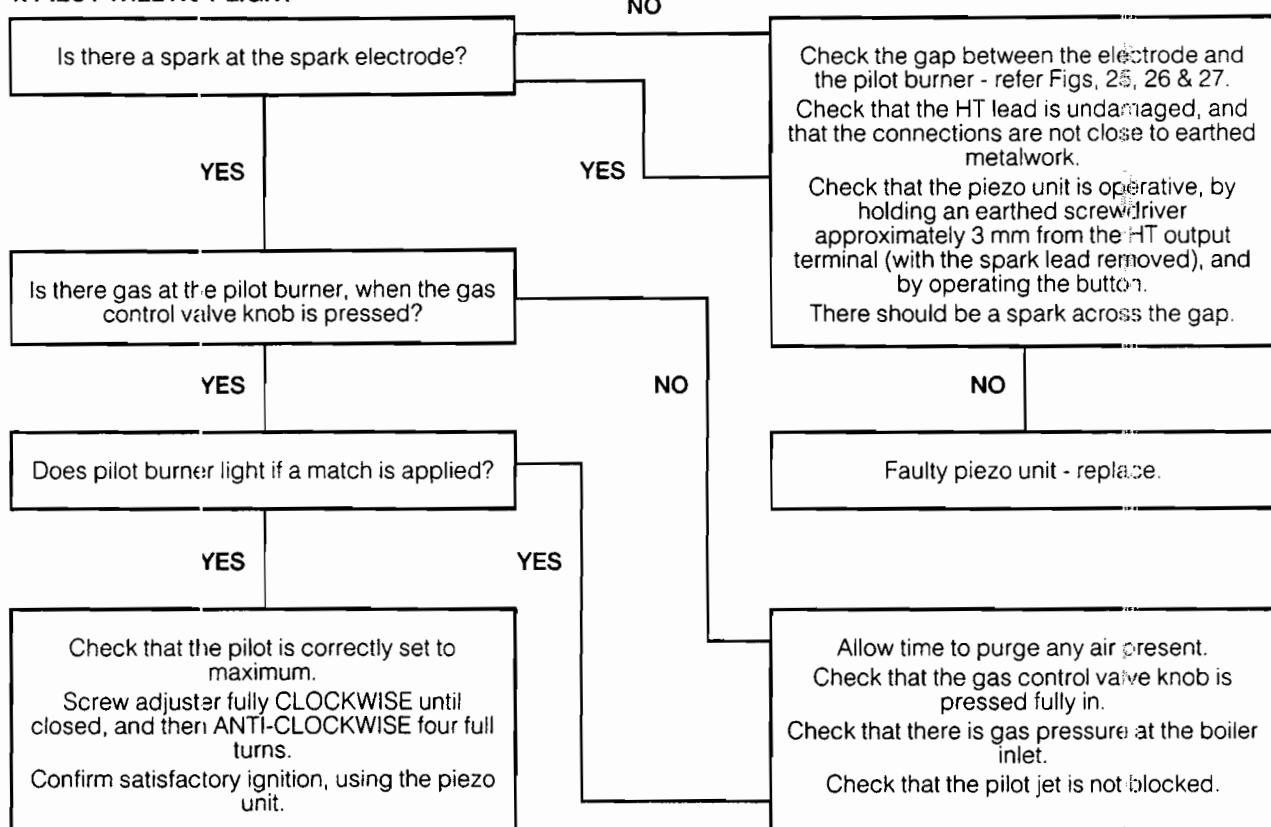 NO
Is there a spark at the spark electrode?
Check the gap between the electrode and
the pilot burner - refer Figs, 25, 26 & 27.
Check that the HT lead is undamaged, and
that the connections are not close to earthed
metalwork.
Check that the piezo unit is operative, by
holding an earthed screwdriver
approximately 3 mm from the HT output
terminal (with the spark lead removed), and
by operating the button.
There should be a spark across the gap.
YES
YES
Is there gas at the pilot burner, when the gas
control valve knob is pressed?
YES
NO
NO
Does pilot burner light if a match is applied?
Faulty piezo unit - replace.
YES
YES
Check that the pilot is correctly set to
maximum.
Screw adjuster fully CLOCKWISE until
closed, and then ANTI-CLOCKWISE four full
turns.
Confirm satisfactory ignition, using the piezo
unit.
Allow time to purge any air present.
Check that the gas control valve knob is
pressed fully in.
Check that there is gas pressure at the boiler
inlet.
Check that the pilot jet is not blocked.